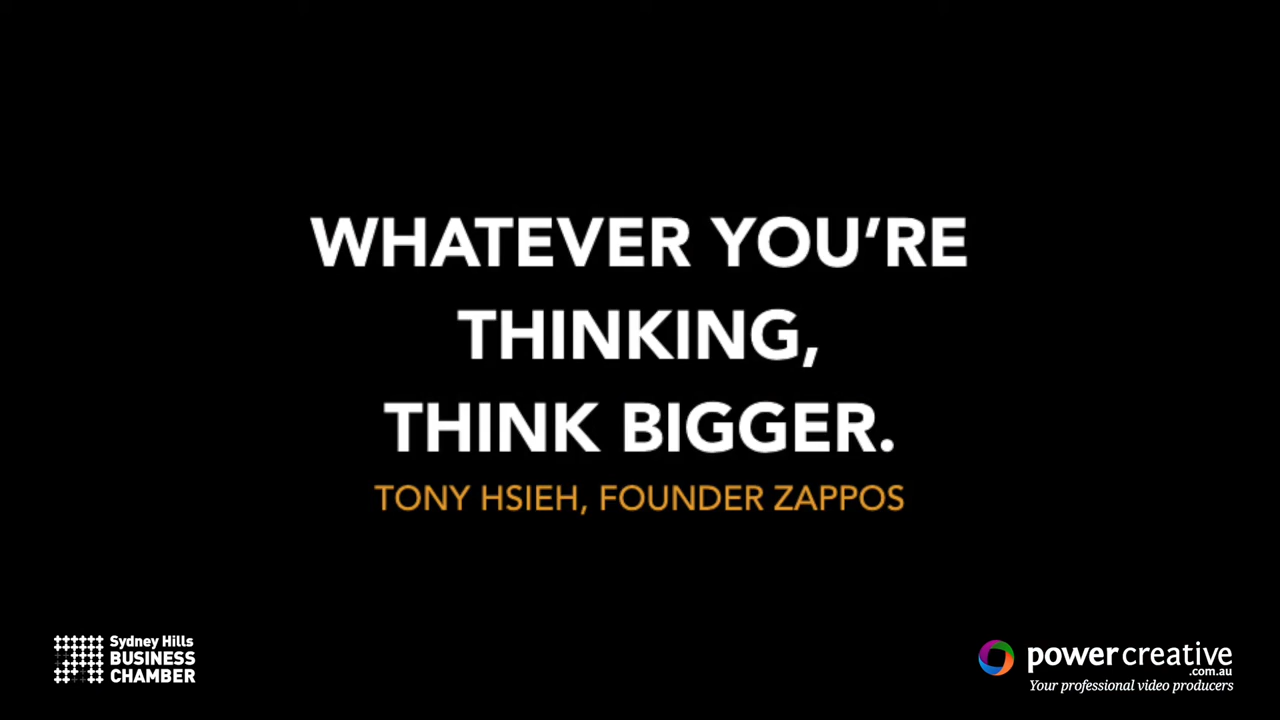 WHATEVER YOU’RE
THINKING,
THINK BIGGER.
TONY HSIEH, FOUNDER ZAPPOS
Sydney Hills
BUSINESS
CHAMBER
powercreative
.com.au
Your professional video producers